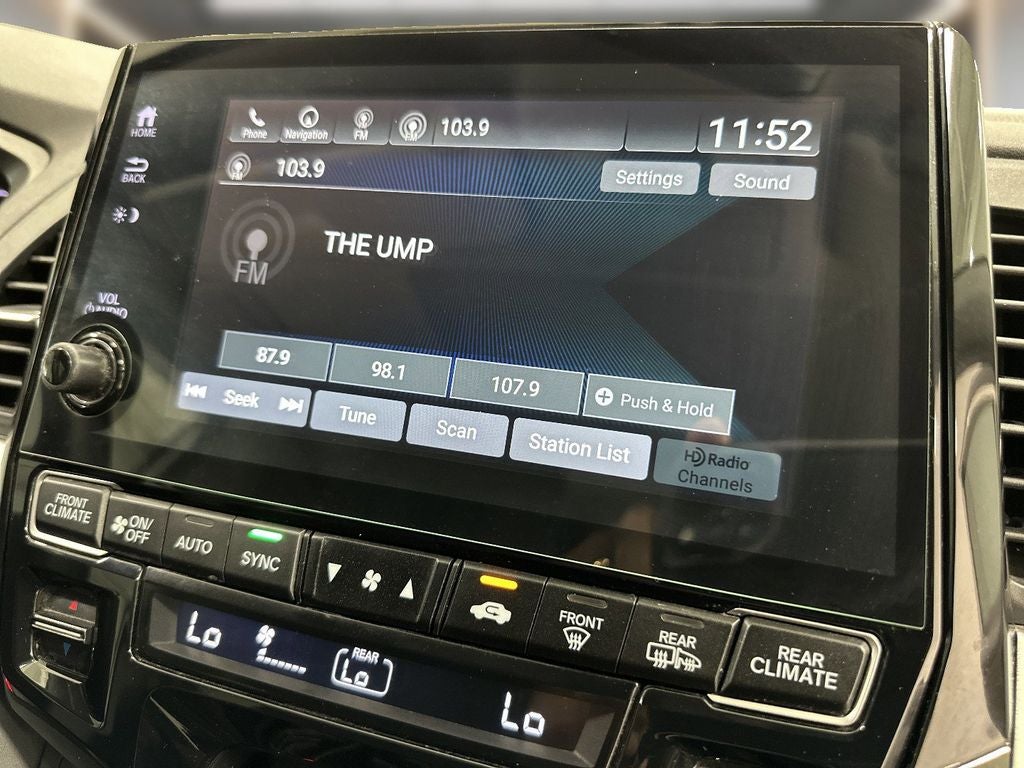 HOME
BACK
VOL
AUDIO
Phone
Navigation
FM
FM
103.9
11:52
FM
103.9
Settings
Sound
FM
THE UMP
87.9
98.1
107.9
Push & Hold
Seek
Tune
Scan
Station List
HD Radio
Channels
FRONT
CLIMATE
ON/
OFF
AUTO
SYNC
FRONT
REAR
REAR
CLIMATE
Lo
REAR
Lo
Lo